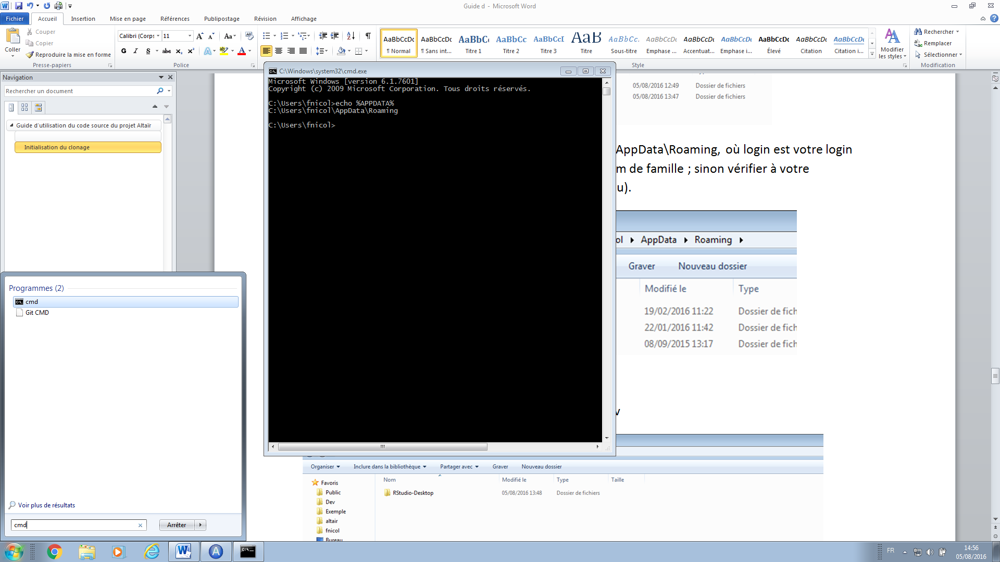 Guide d - Microsoft Word
Fichier Accueil Insertion Mise en page Références Publipostage Révision Affichage
Coller
Couper
Copier
Reproduire la mise en forme
Presse-papiers
Calibri (Corps 11
G I S abc x₂ x²
Police
AaBbCcDc AaBbCcDc AaBbC AaBbCc AaBbCcI AaB AaBbCc. AaBbCcDc AaBbCcDc AaBbCcDc AaBbCcDc AaBbCcDc AaBbCcDc
¶ Normal ¶ Sans int... Titre 1 Titre 2 Titre 3 Titre Sous-titre Emphase ... Accentuat... Emphase i... Élevé Citation Citation i...
Style
Modifier
les styles
Rechercher
Remplacer
Sélectionner
Modification
Navigation
Rechercher un document
Guide d'utilisation du code source du projet Altaïr
Initialisation du clonage
C:\Windows\system32\cmd.exe
Microsoft Windows [version 6.1.7601]
Copyright (c) 2009 Microsoft Corporation. Tous droits réservés.
C:\Users\fnicol>echo %APPDATA%
C:\Users\fnicol\AppData\Roaming
C:\Users\fnicol>
05/08/2016 12:49 Dossier de fichiers
05/08/2016 13:47 Dossier de fichiers
AppData\Roaming, où login est votre login
m de famille ; sinon vérifier à votre
u).
ol AppData Roaming
Graver Nouveau dossier
Modifié le Type
19/02/2016 11:22 Dossier de fich
22/01/2016 11:42 Dossier de fich
08/09/2015 13:17 Dossier de fich
v
Organiser Inclure dans la bibliothèque Partager avec Graver Nouveau dossier
Nom Modifié le Type Taille
RStudio-Desktop 05/08/2016 13:48 Dossier de fichiers
Favoris
Public
Dev
Exemple
altair
fnicol
Bureau
Programmes (2)
cmd
Git CMD
Voir plus de résultats
cmd
Arrêter
FR
14:56
05/08/2016